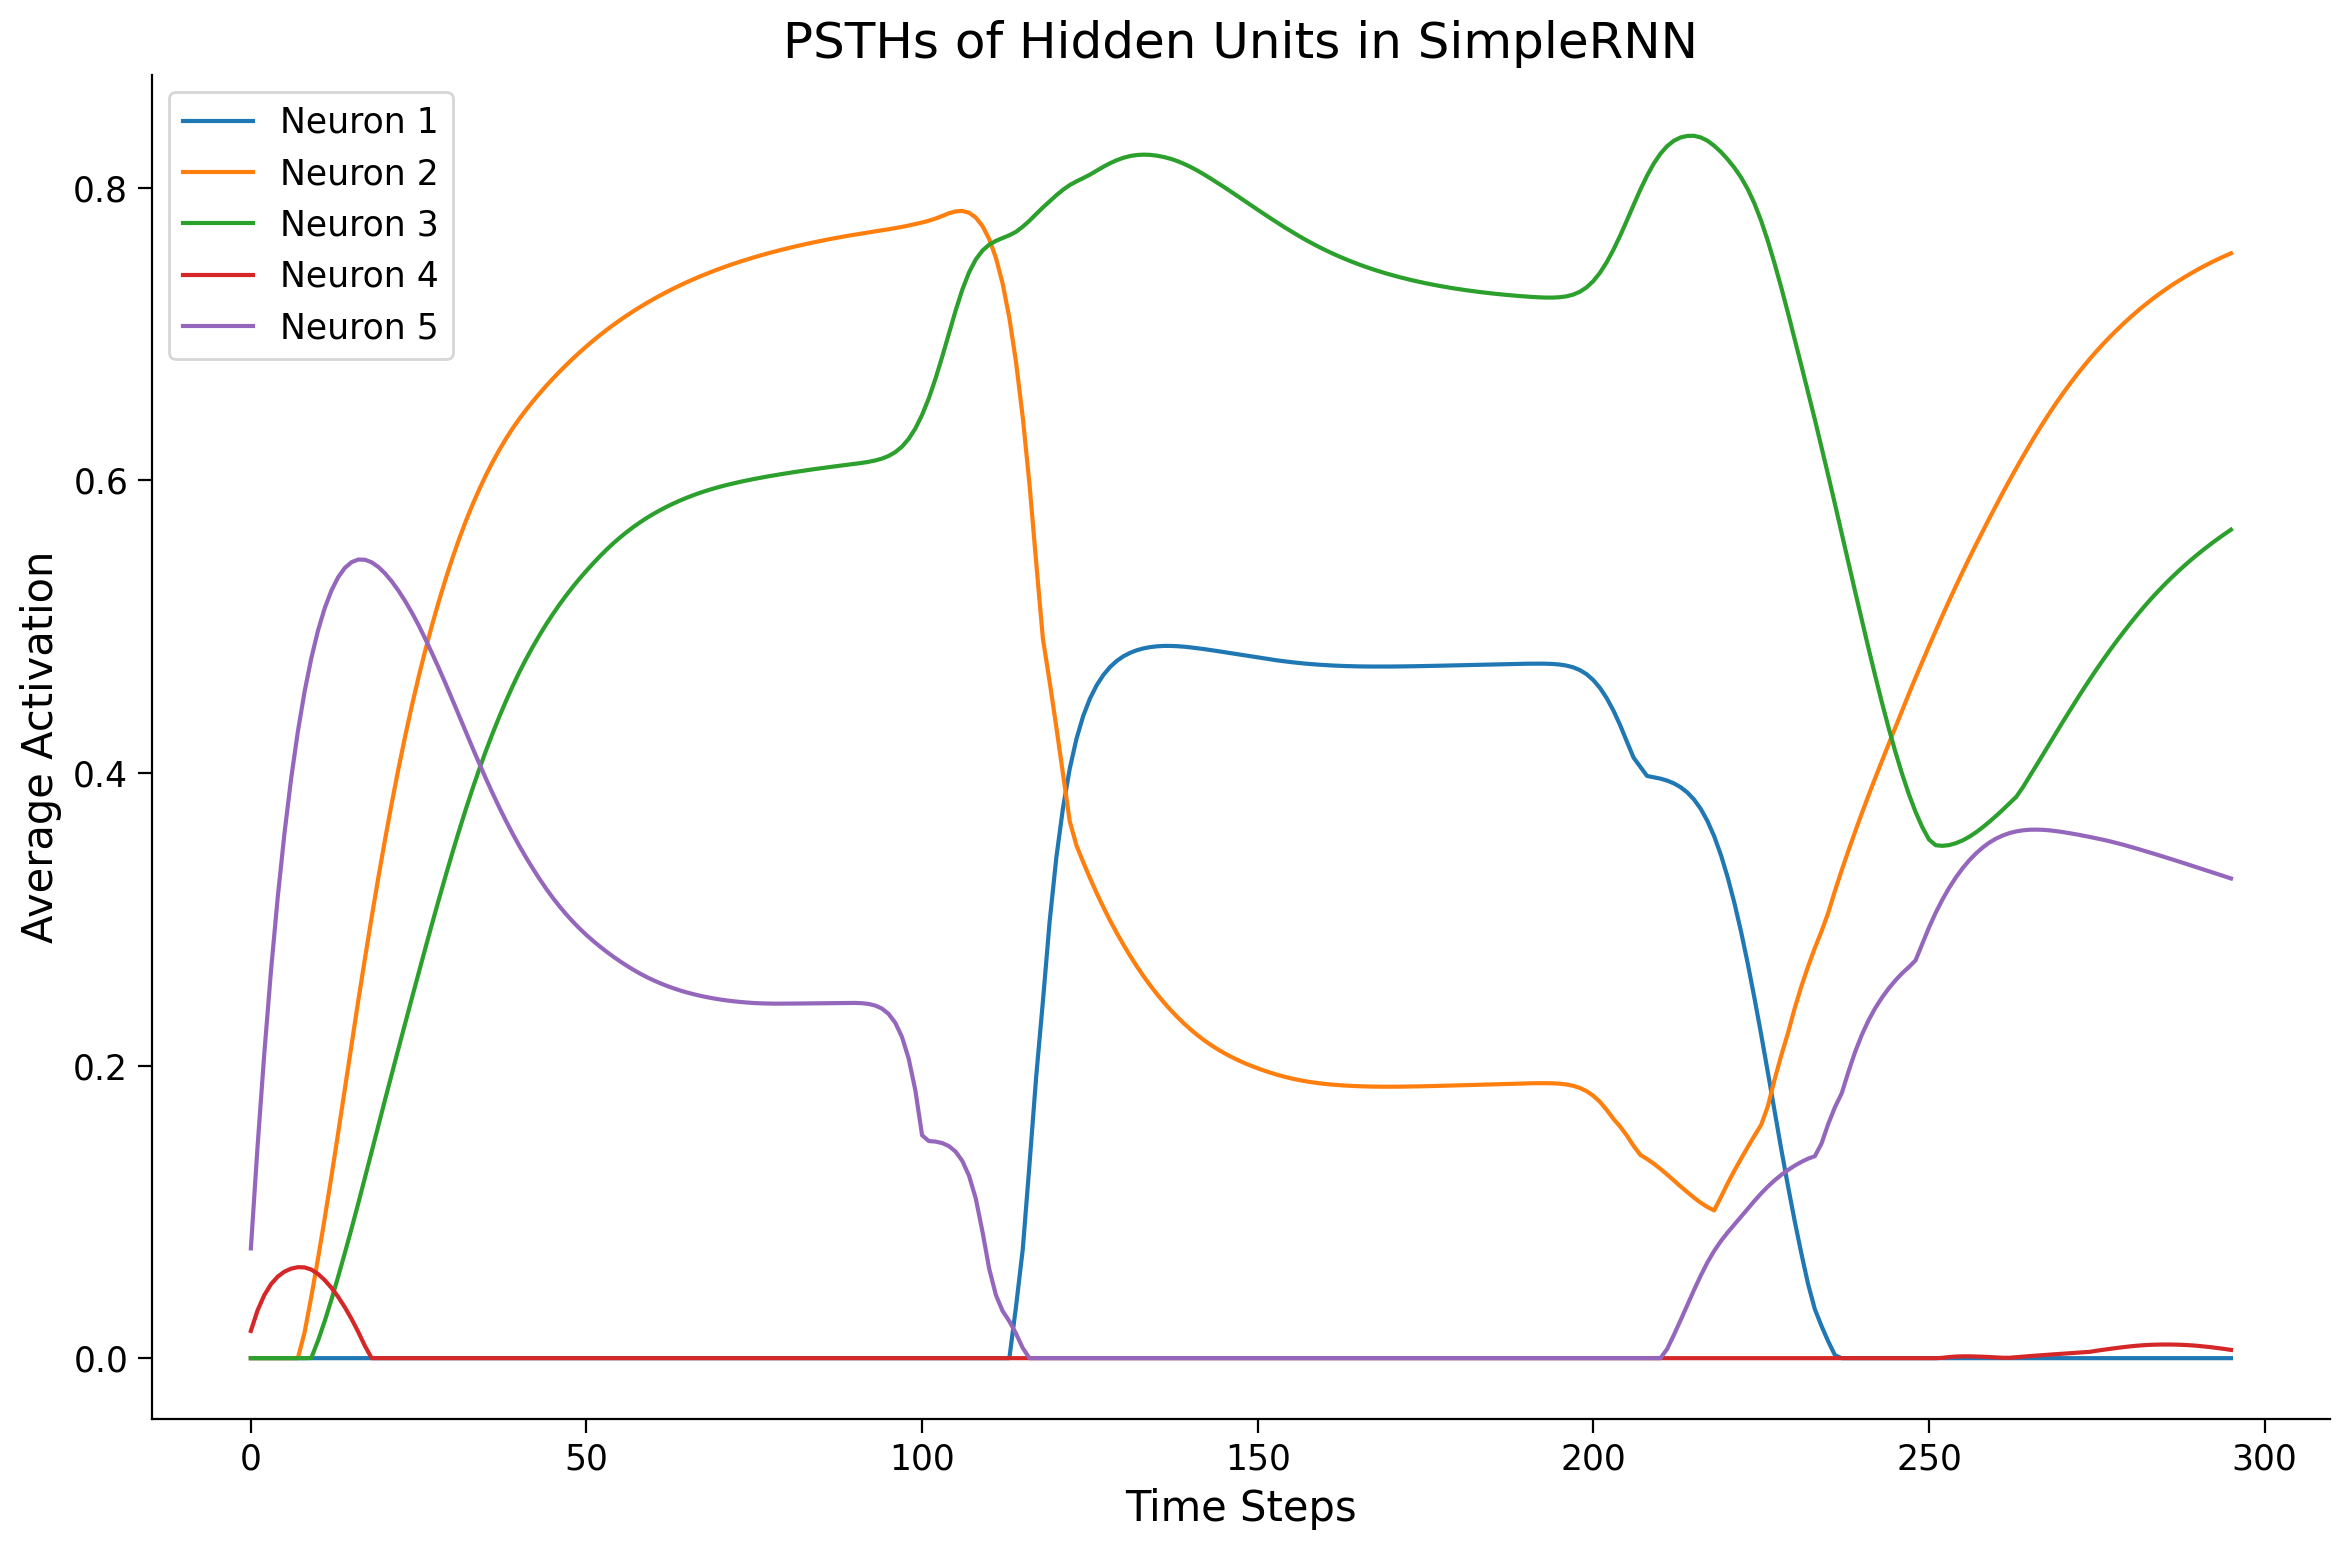 PSTHs of Hidden Units in SimpleRNN
Neuron 1
Neuron 2
Neuron 3
Neuron 4
Neuron 5
Average Activation
0.8
0.6
0.4
0.2
0.0
0 50 100 150 200 250 300
Time Steps